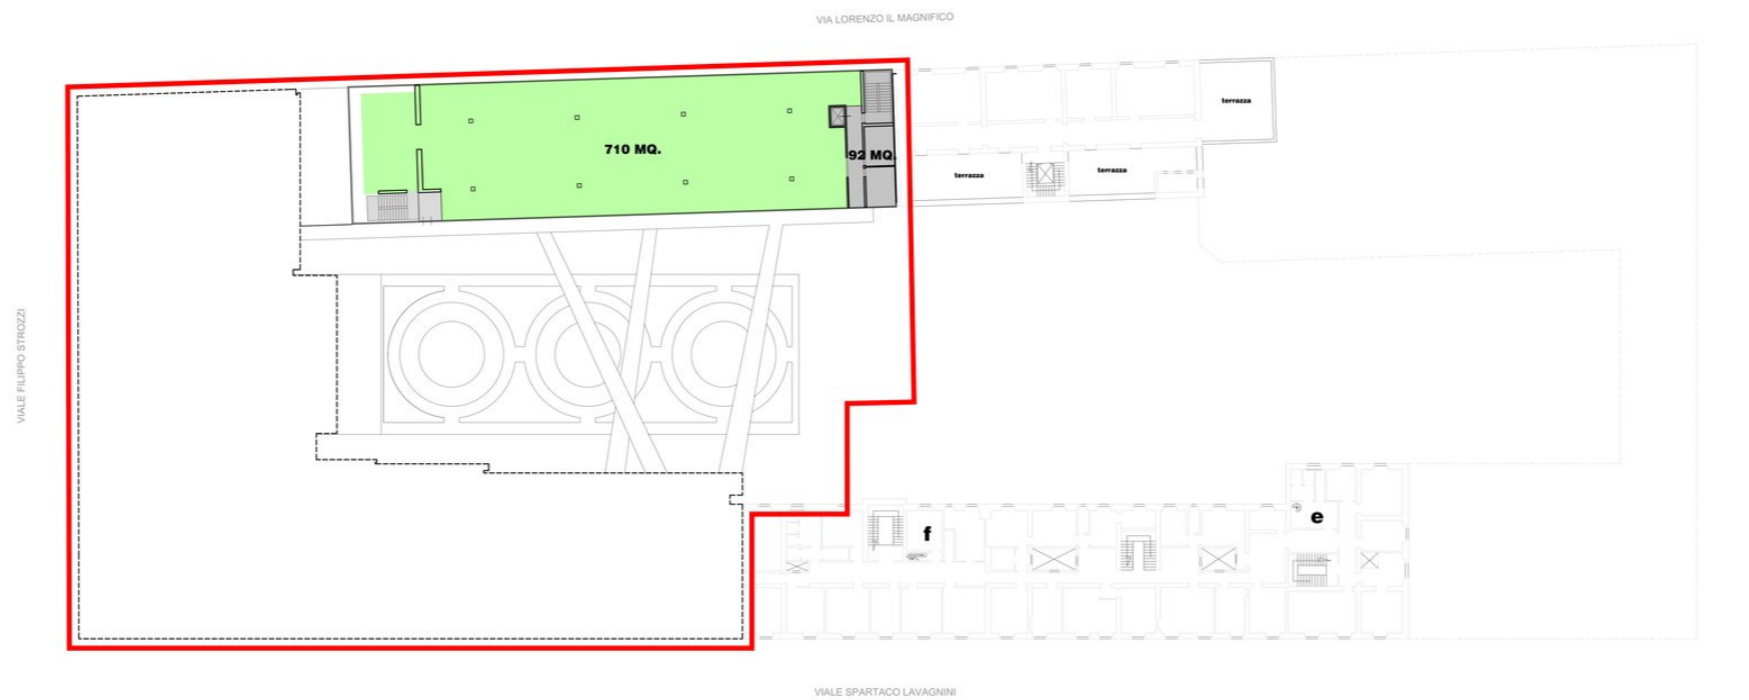 VIA LORENZO IL MAGNIFICO
terrazza
710 MQ.
92 MQ.
terrazza
terrazza
VIALE FILIPPO STROZZI
e
f
VIALE SPARTACO LAVAGNINI